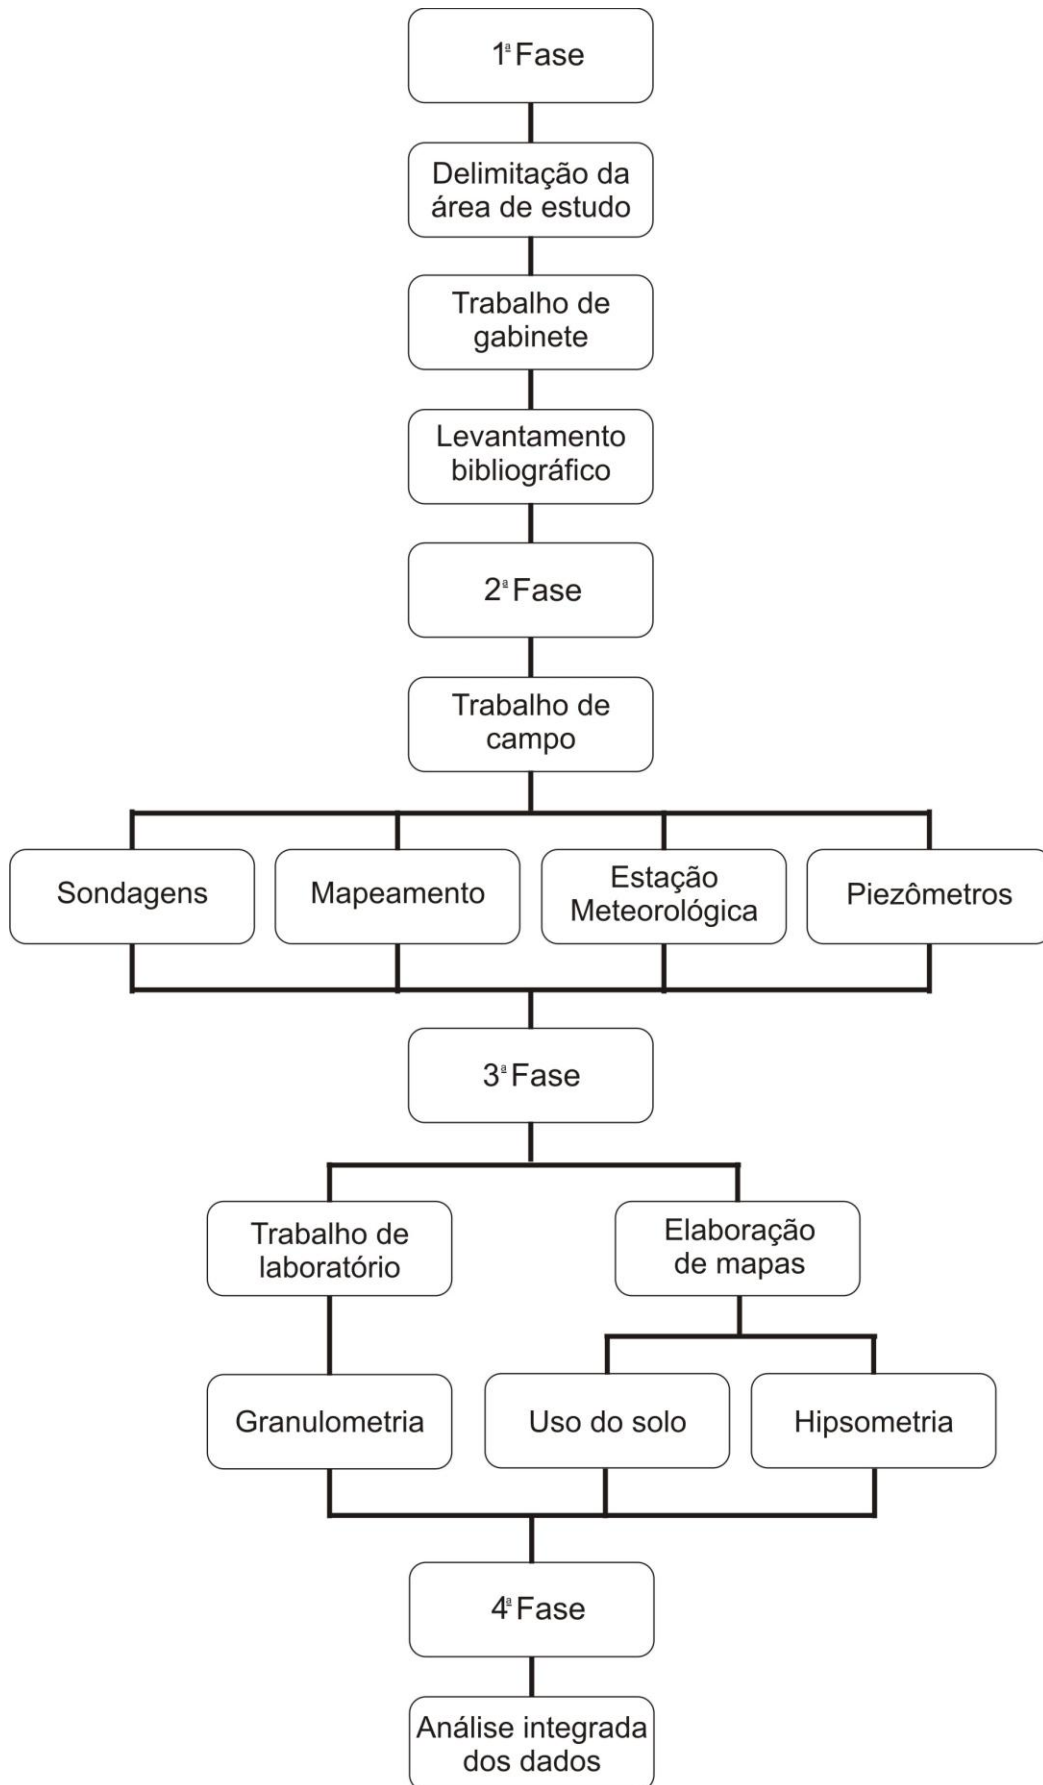 1ª Fase
Delimitação da
área de estudo
Trabalho de
gabinete
Levantamento
bibliográfico
2ª Fase
Trabalho de
campo
Sondagens
Mapeamento
Estação
Meteorológica
Piezômetros
3ª Fase
Trabalho de
laboratório
Elaboração
de mapas
Granulometria
Uso do solo
Hipsometria
4ª Fase
Análise integrada
dos dados